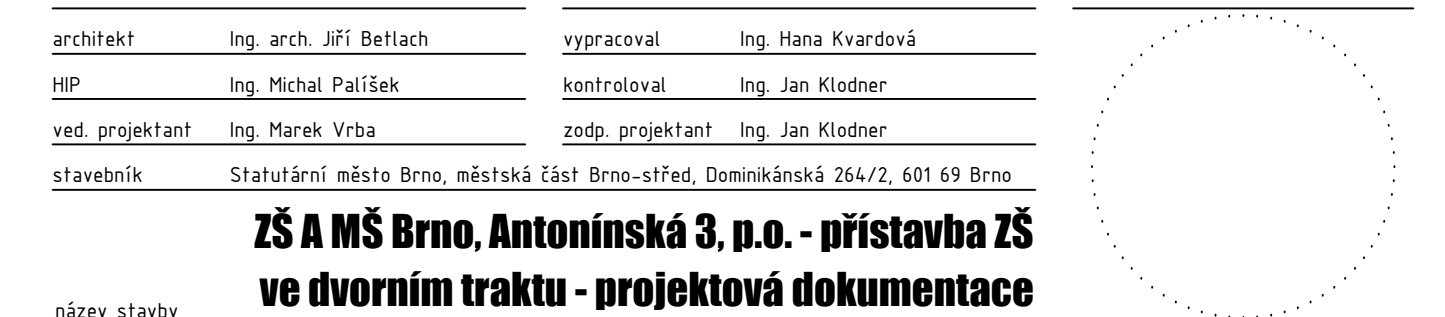 architekt Ing. arch. Jiří Betlach vypracoval Ing. Hana Kvardová
HIP Ing. Michal Palíšek kontroloval Ing. Jan Klodner
ved. projektant Ing. Marek Vrba zodp. projektant Ing. Jan Klodner
stavebník Statutární město Brno, městská část Brno-střed, Dominikánská 264/2, 601 69 Brno
ZŠ A MŠ Brno, Antonínská 3, p.o. - přístavba ZŠ
ve dvorním traktu - projektová dokumentace
název stavby